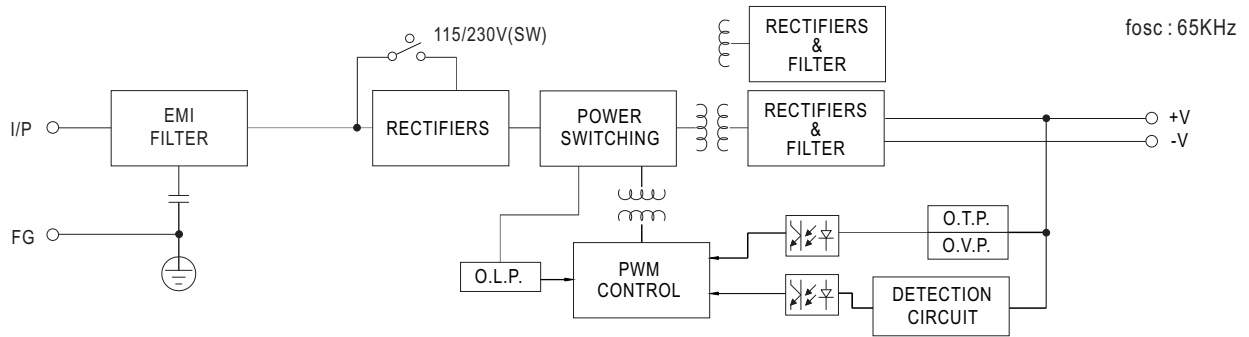 RECTIFIERS
&
FILTER
fosc : 65KHz
115/230V(SW)
I/P
EMI
FILTER
RECTIFIERS
POWER
SWITCHING
RECTIFIERS
&
FILTER
+V
-V
FG
O.L.P.
PWM
CONTROL
O.T.P.
O.V.P.
DETECTION
CIRCUIT